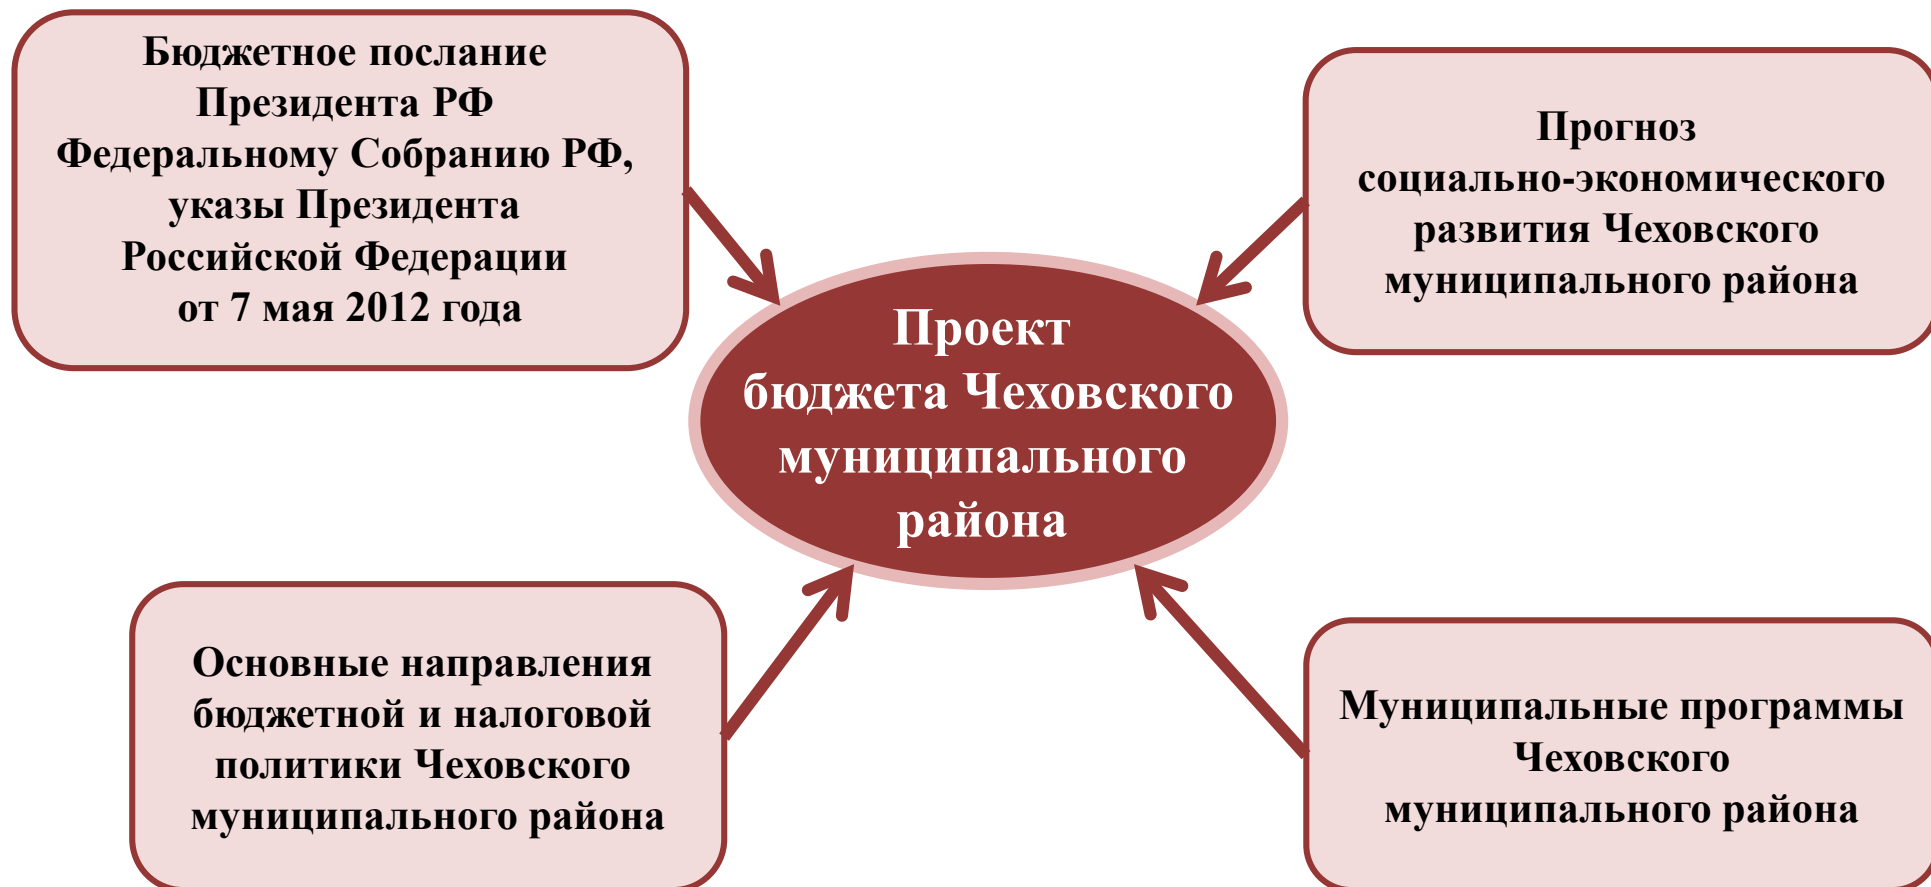 Бюджетное послание
Президента РФ
Федеральному Собранию РФ,
указы Президента
Российской Федерации
от 7 мая 2012 года
Прогноз
социально-экономического
развития Чеховского
муниципального района
Проект
бюджета Чеховского
муниципального
района
Основные направления
бюджетной и налоговой
политики Чеховского
муниципального района
Муниципальные программы
Чеховского
муниципального района